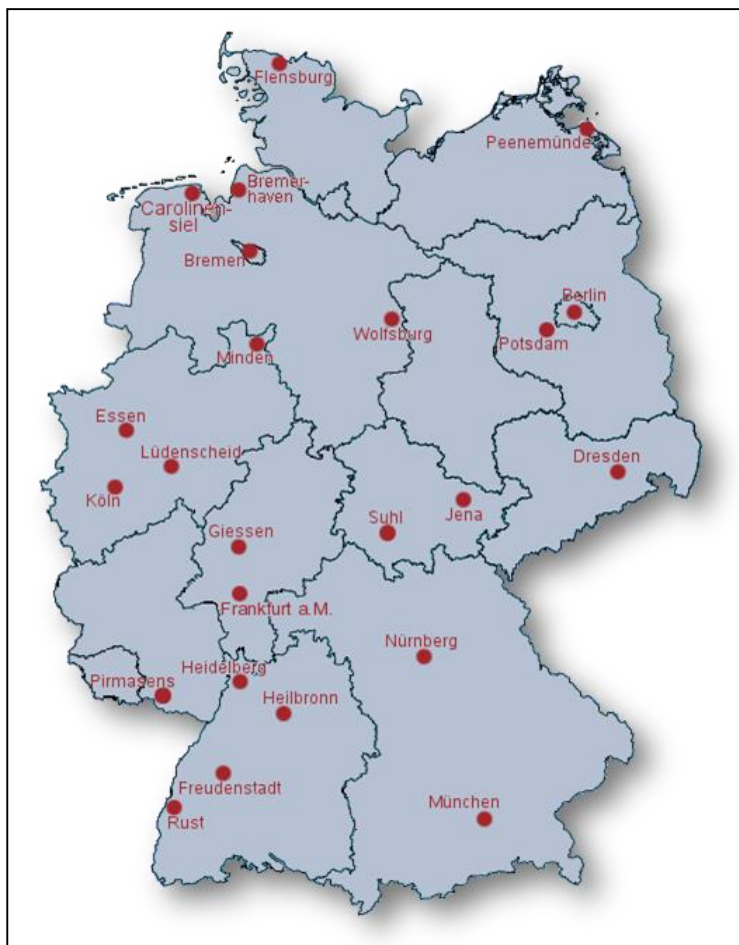 Flensburg
Peenemünde
Bremer-
haven
Carolinen-
siel
Bremen
Berlin
Wolfsburg
Potsdam
Minden
Essen
Lüdenscheid
Dresden
Köln
Jena
Suhl
Giessen
Frankfurt a.M.
Nürnberg
Heidelberg
Pirmasens
Heilbronn
Freudenstadt
München
Rust